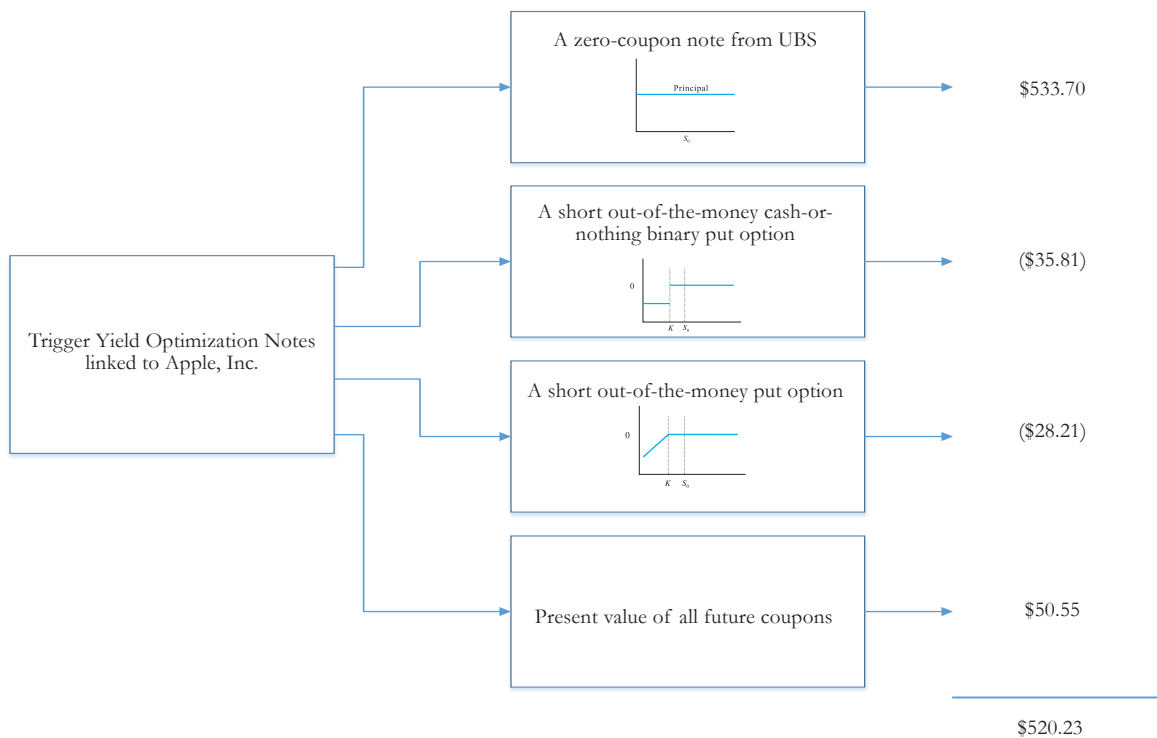 A zero-coupon note from UBS
Principal
S₀
$533.70
A short out-of-the-money cash-or-
nothing binary put option
0
K S₀
($35.81)
Trigger Yield Optimization Notes
linked to Apple, Inc.
A short out-of-the-money put option
0
K S₀
($28.21)
Present value of all future coupons
$50.55
$520.23